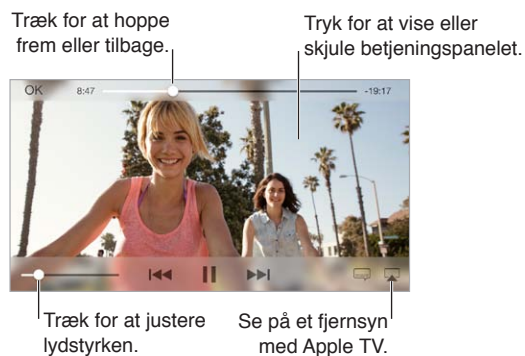 Træk for at hoppe
frem eller tilbage.
Tryk for at vise eller
skjule betjeningspanelet.
OK 8:47 -19:17
Træk for at justere
lydstyrken.
Se på et fjernsyn
med Apple TV.